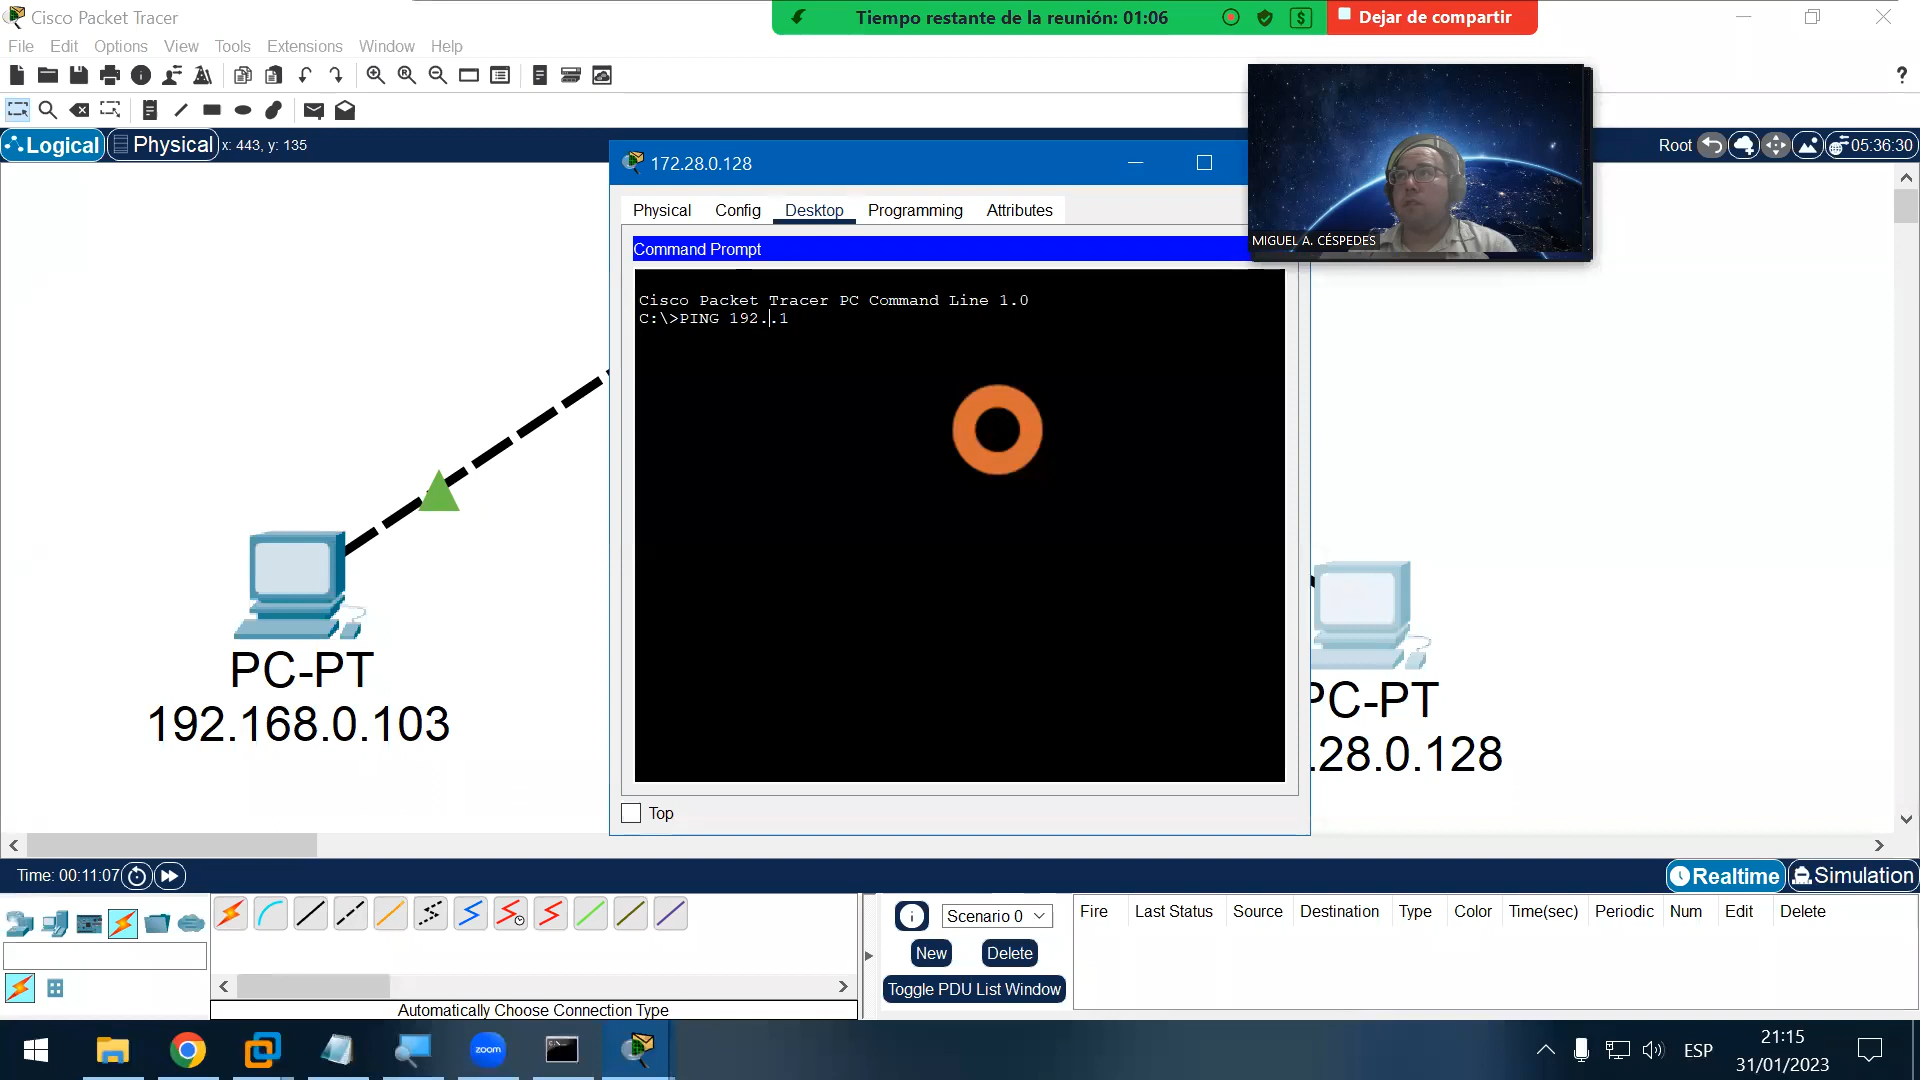 Cisco Packet Tracer
Tiempo restante de la reunión: 01:06
$
Dejar de compartir
File Edit Options View Tools Extensions Window Help
?
Logical
Physical
x: 443, y: 135
Root
05:36:30
172.28.0.128
Physical Config Desktop Programming Attributes
MIGUEL A. CÉSPEDES
Command Prompt
Cisco Packet Tracer PC Command Line 1.0
C:\>PING 192..1
PC-PT
192.168.0.103
PC-PT
.28.0.128
Top
Time: 00:11:07
Realtime
Simulation
Scenario 0
New
Delete
Toggle PDU List Window
Fire Last Status Source Destination Type Color Time(sec) Periodic Num Edit Delete
Automatically Choose Connection Type
zoom
ESP
21:15
31/01/2023